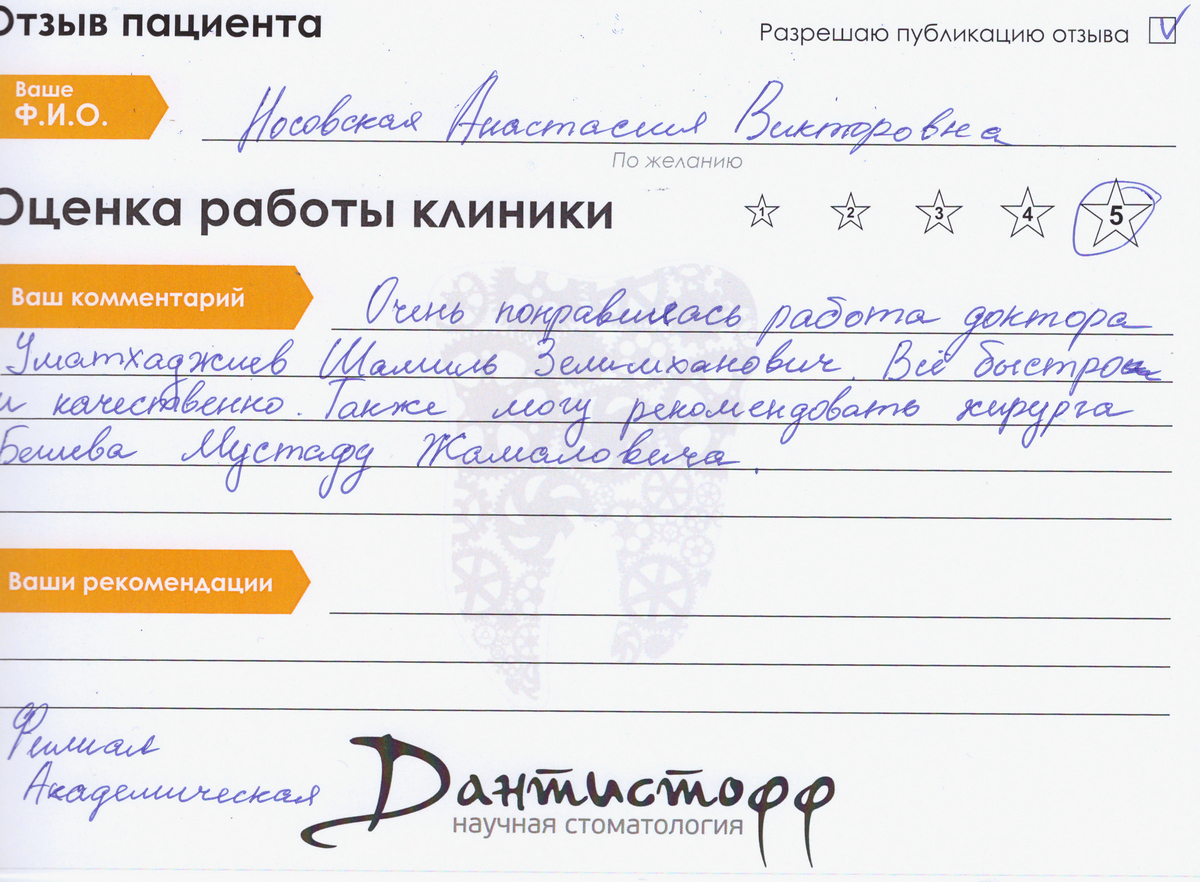 Отзыв пациента
Разрешаю публикацию отзыва
Ваше
Ф.И.О.
Носовская Анастасия Викторовна
По желанию
Оценка работы клиники
1 2 3 4 5
Ваш комментарий
Очень понравилась работа доктора
Уматхаджиев Шамиль Зелимханович. Всё быстро
и качественно. Также могу рекомендовать хирурга
Мустафу Жамаловича.
Ваши рекомендации
Филиал
Академическая
Дантистофф
научная стоматология